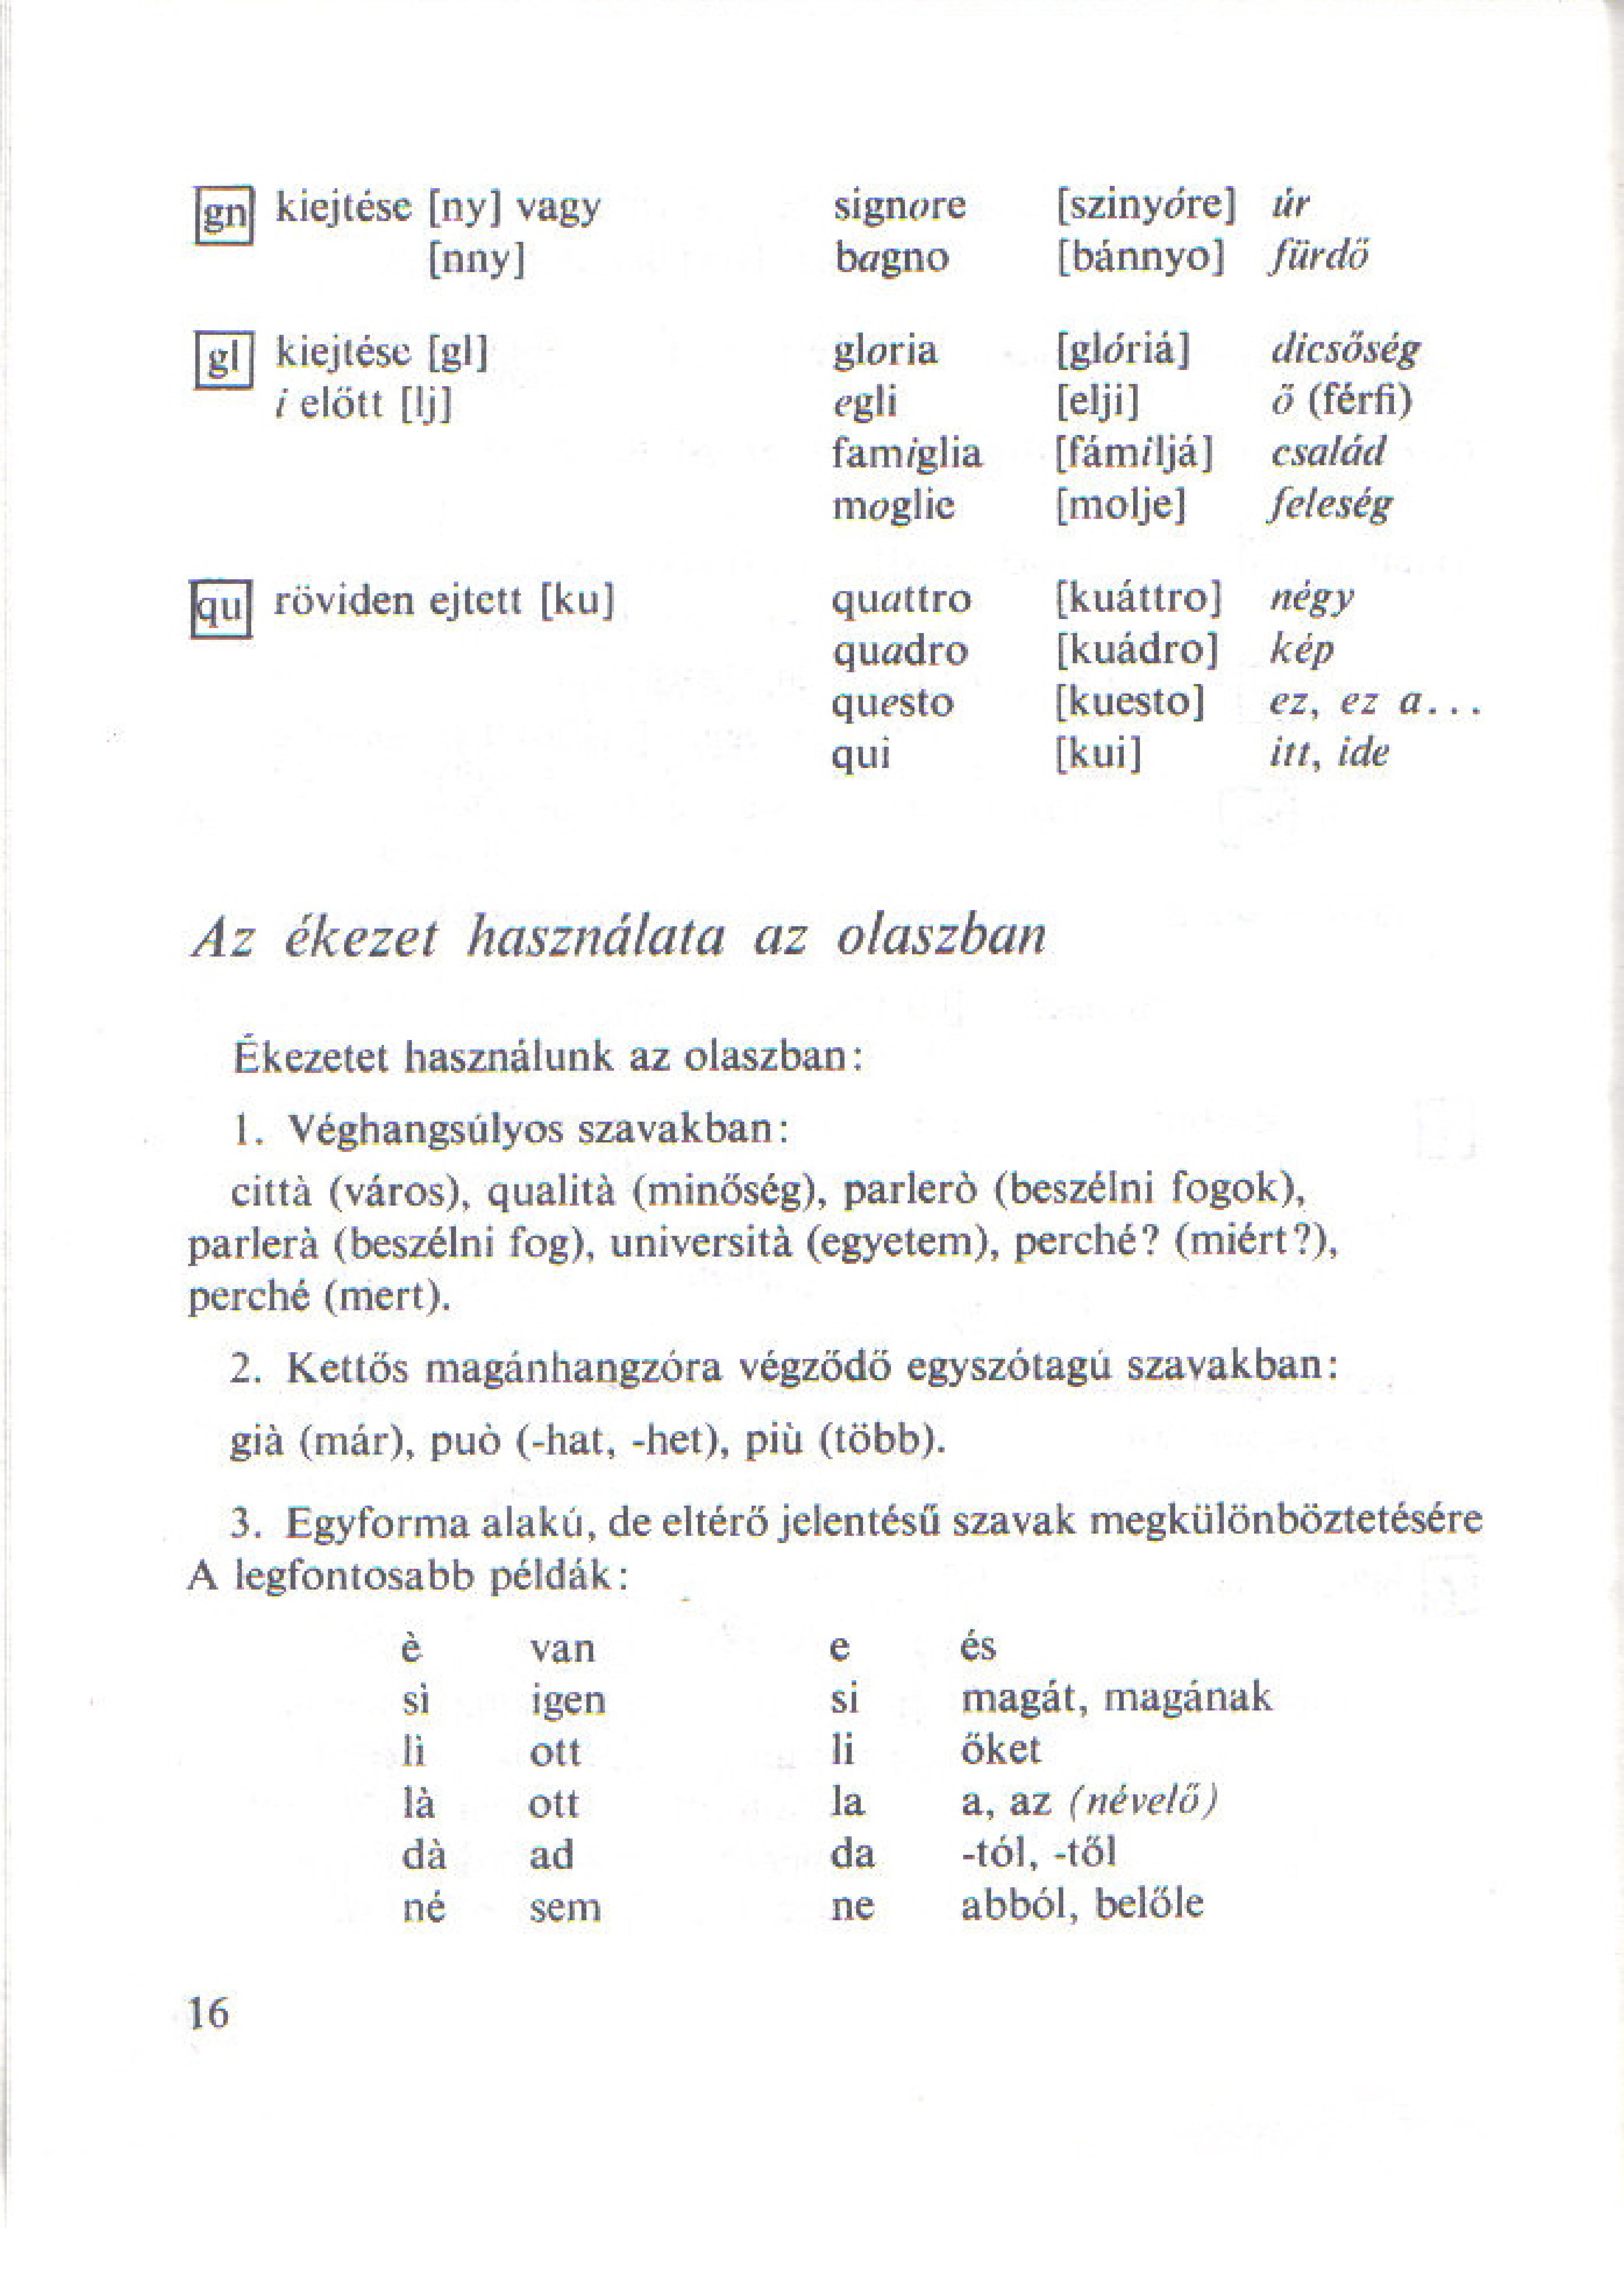 gn kiejtése [ny] vagy signore [szinyóre] úr
[nny] bagno [bánnyo] fürdő
gl kiejtése [gl] gloria [glóriá] dicsőség
i előtt [lj] egli [elji] ő (férfi)
famiglia [fámiljá] család
moglie [molje] feleség
qu röviden ejtett [ku] quattro [kuáttro] négy
quadro [kuádro] kép
questo [kuesto] ez, ez a...
qui [kui] itt, ide
Az ékezet használata az olaszban
Ékezetet használunk az olaszban:
1. Véghangsúlyos szavakban:
città (város), qualità (minőség), parlerò (beszélni fogok),
parlerà (beszélni fog), università (egyetem), perché? (miért?),
perché (mert).
2. Kettős magánhangzóra végződő egyszótagú szavakban:
già (már), può (-hat, -het), più (több).
3. Egyforma alakú, de eltérő jelentésű szavak megkülönböztetésére
A legfontosabb példák:
è van e és
sì igen si magát, magának
lì ott li őket
là ott la a, az (névelő)
dà ad da -tól, -től
né sem ne abból, belőle
16